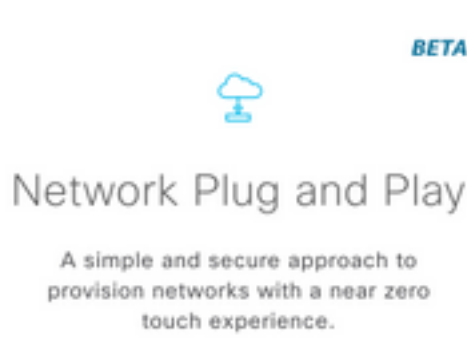 BETA
Network Plug and Play
A simple and secure approach to
provision networks with a near zero
touch experience.